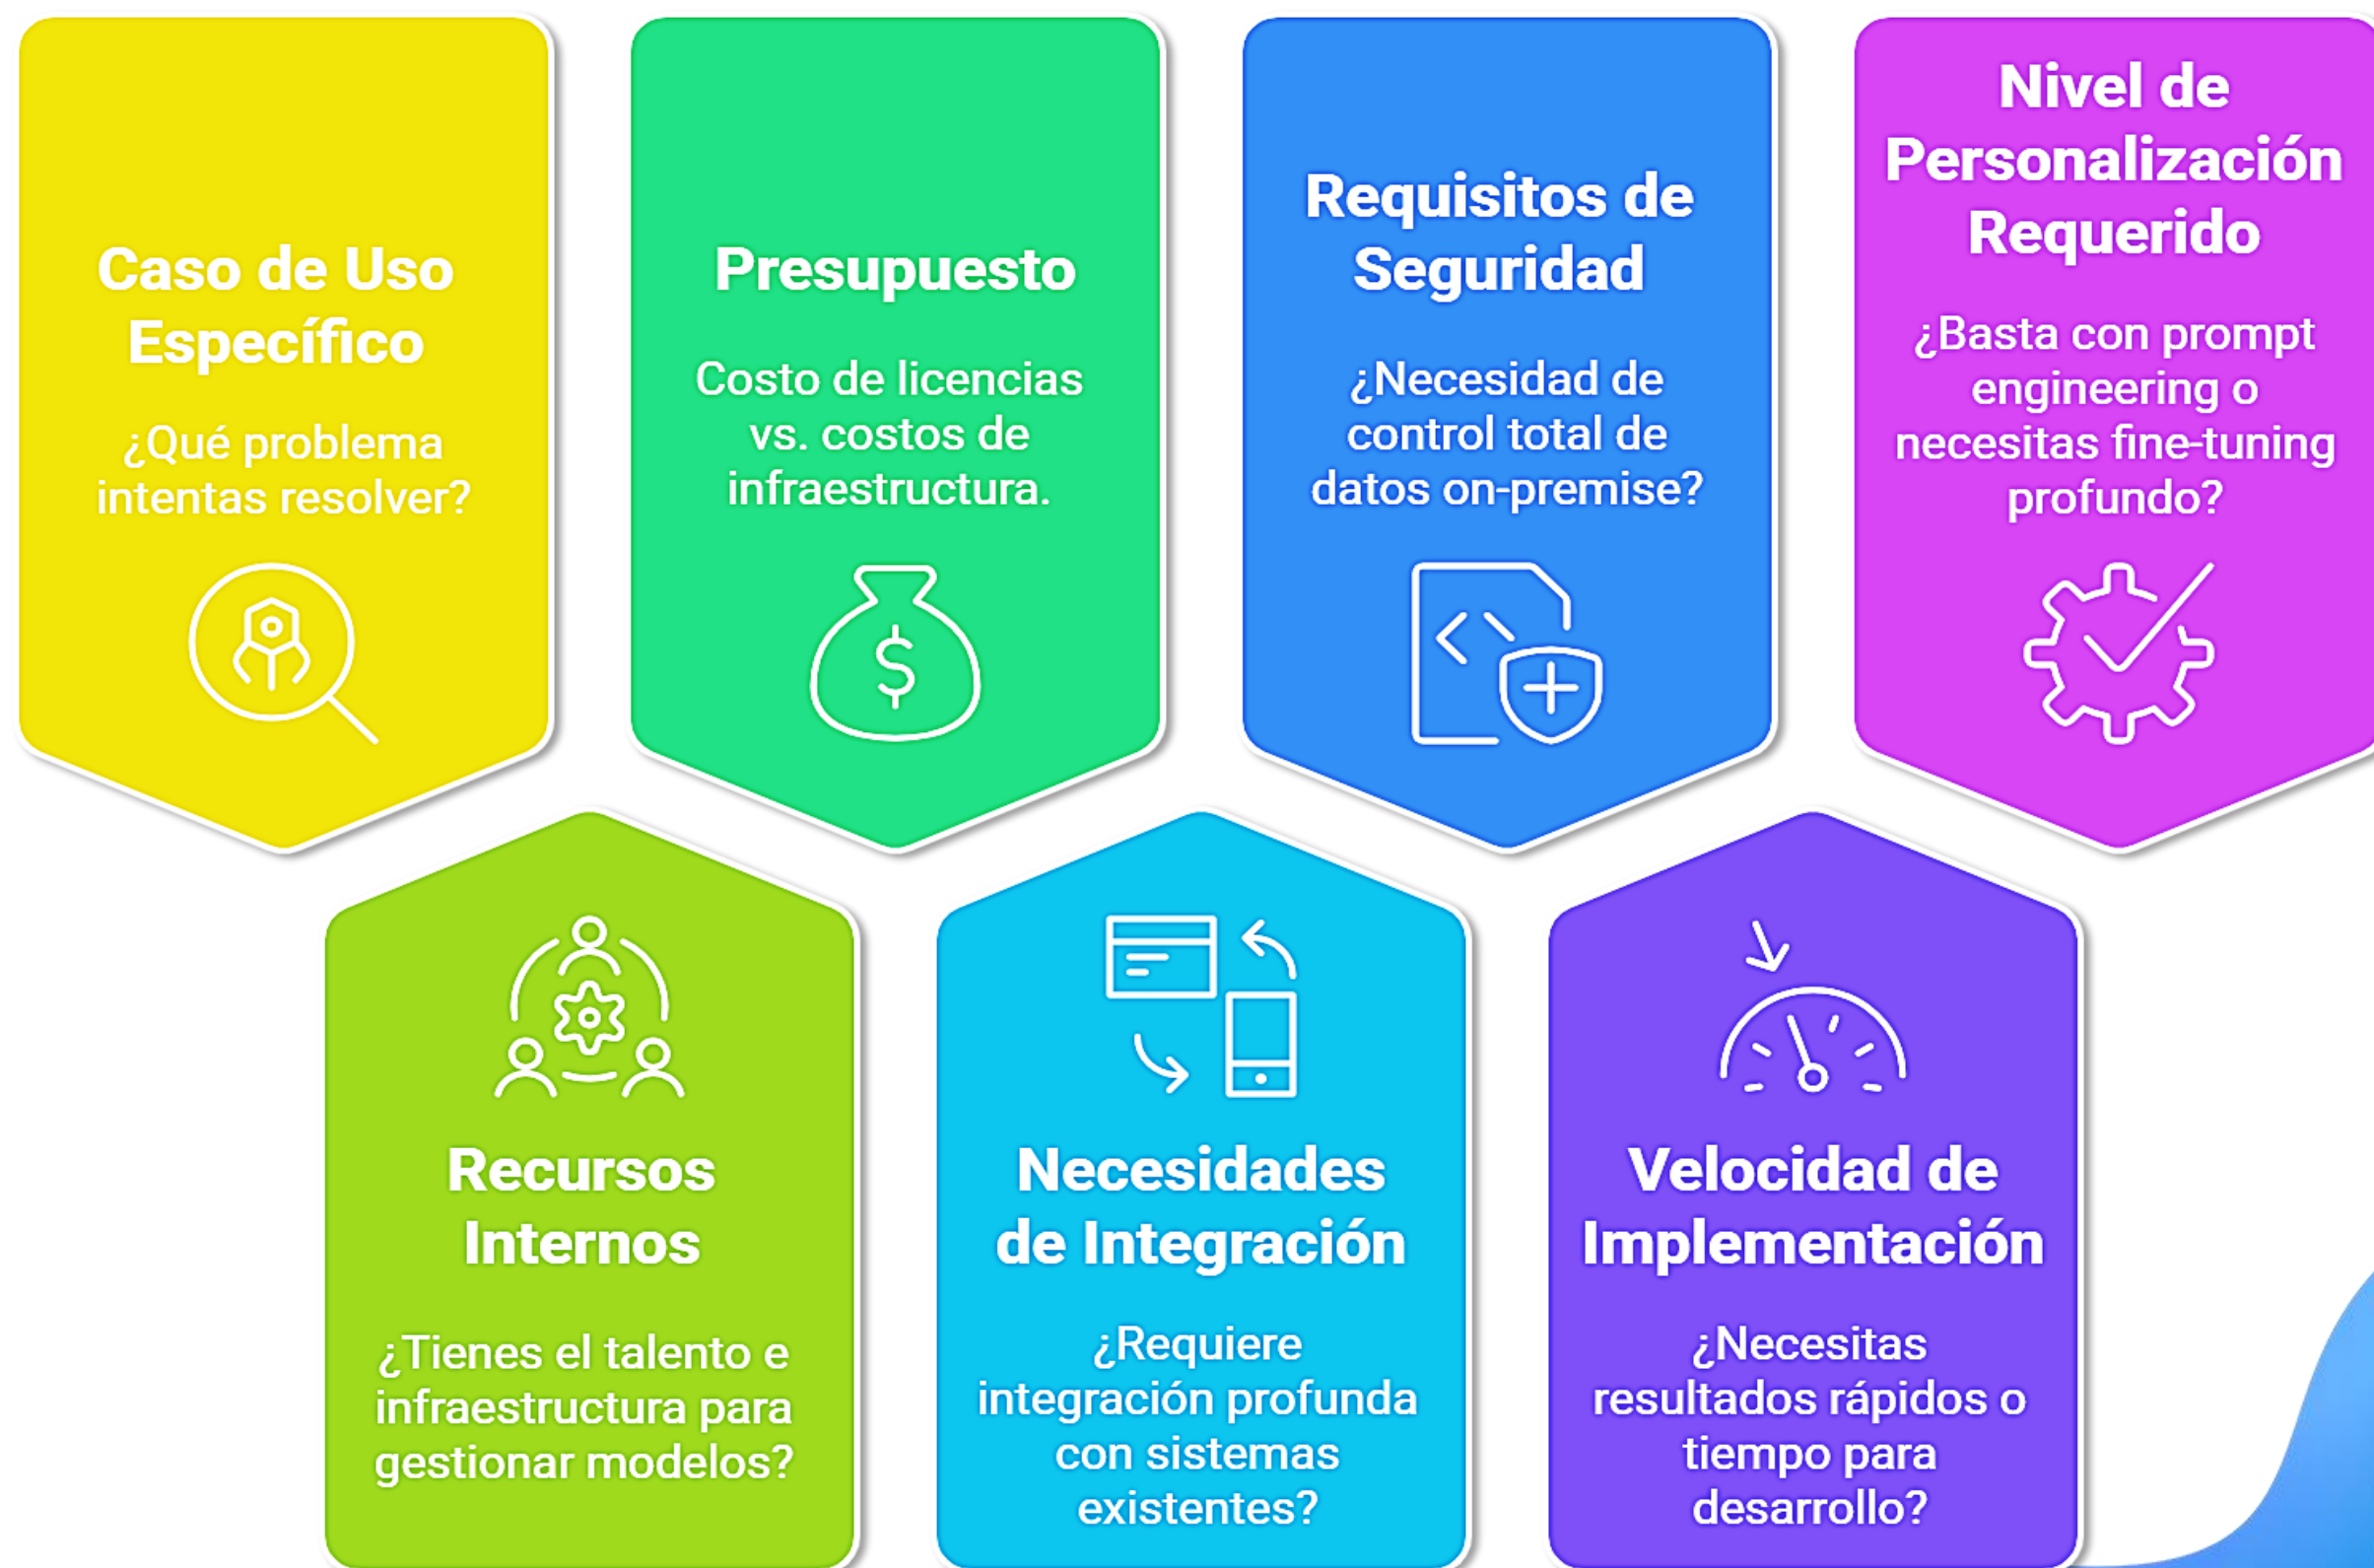 Caso de Uso
Específico
¿Qué problema
intentas resolver?
Presupuesto
Costo de licencias
vs. costos de
infraestructura.
$
Requisitos de
Seguridad
¿Necesidad de
control total de
datos on-premise?
Nivel de
Personalización
Requerido
¿Basta con prompt
engineering o
necesitas fine-tuning
profundo?
Recursos
Internos
¿Tienes el talento e
infraestructura para
gestionar modelos?
Necesidades
de Integración
¿Requiere
integración profunda
con sistemas
existentes?
Velocidad de
Implementación
¿Necesitas
resultados rápidos o
tiempo para
desarrollo?